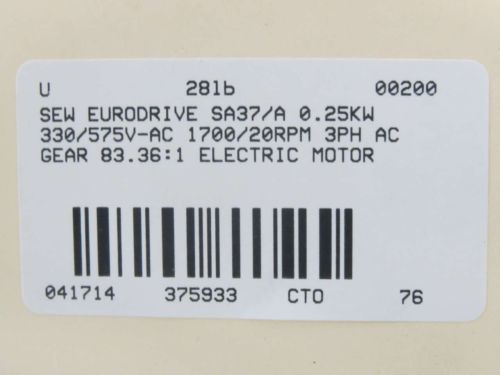 U 281b 00200
SEW EURODRIVE SA37/A 0.25KW
330/575V-AC 1700/20RPM 3PH AC
GEAR 83.36:1 ELECTRIC MOTOR
041714 375933 CTO 76